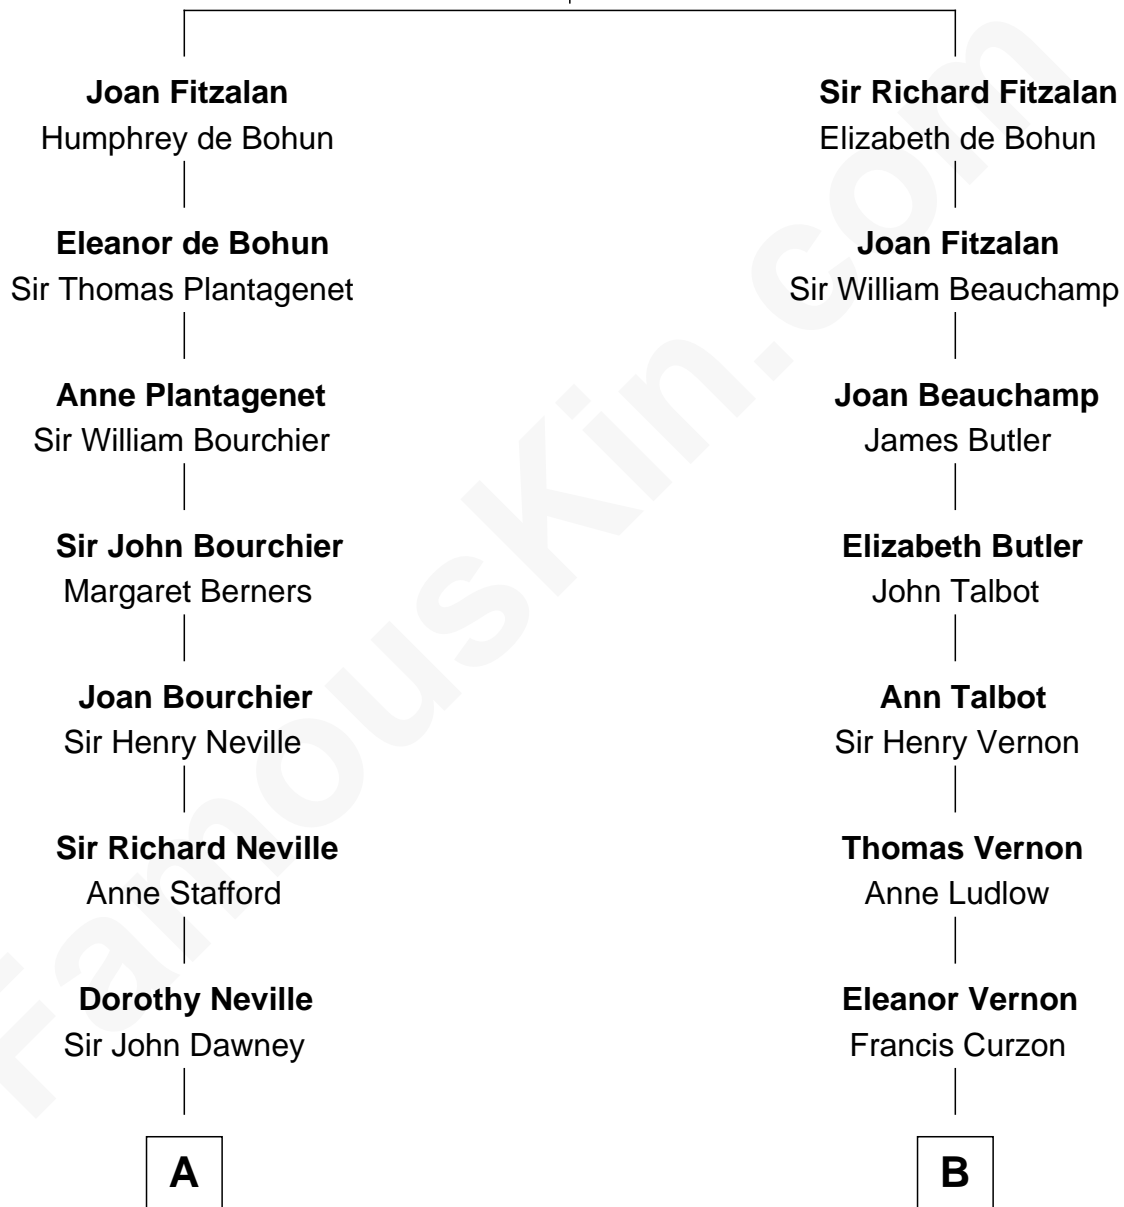 Joan Fitzalan
Humphrey de Bohun
Eleanor de Bohun
Sir Thomas Plantagenet
Anne Plantagenet
Sir William Bourchier
Sir John Bourchier
Margaret Berners
Joan Bourchier
Sir Henry Neville
Sir Richard Neville
Anne Stafford
Dorothy Neville
Sir John Dawney
A
Sir Richard Fitzalan
Elizabeth de Bohun
Joan Fitzalan
Sir William Beauchamp
Joan Beauchamp
James Butler
Elizabeth Butler
John Talbot
Ann Talbot
Sir Henry Vernon
Thomas Vernon
Anne Ludlow
Eleanor Vernon
Francis Curzon
B
FamousKin.com